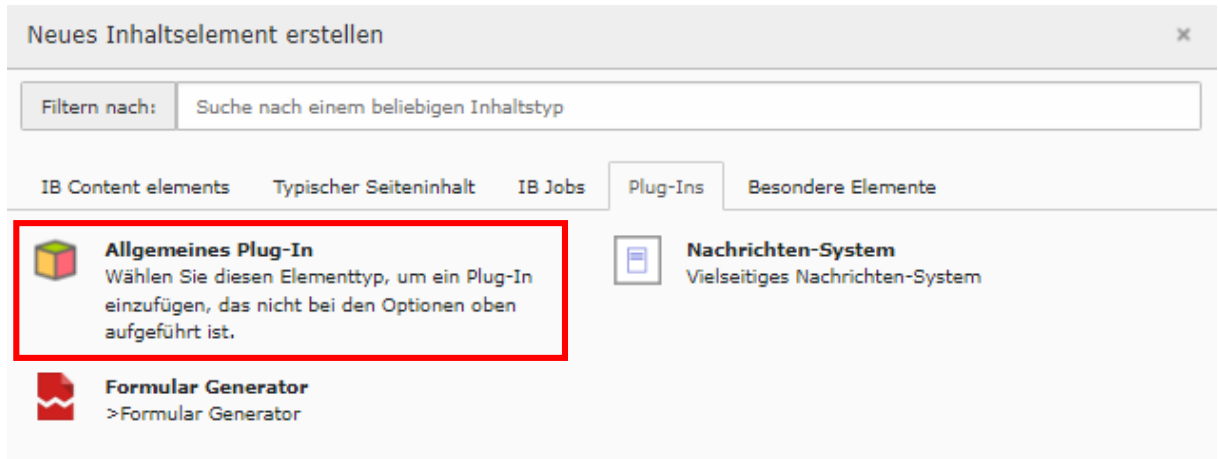 Neues Inhaltselement erstellen ×
Filtern nach: Suche nach einem beliebigen Inhaltstyp
IB Content elements Typischer Seiteninhalt IB Jobs Plug-Ins Besondere Elemente
Allgemeines Plug-In
Wählen Sie diesen Elementtyp, um ein Plug-In
einzufügen, das nicht bei den Optionen oben
aufgeführt ist.
Nachrichten-System
Vielseitiges Nachrichten-System
Formular Generator
>Formular Generator